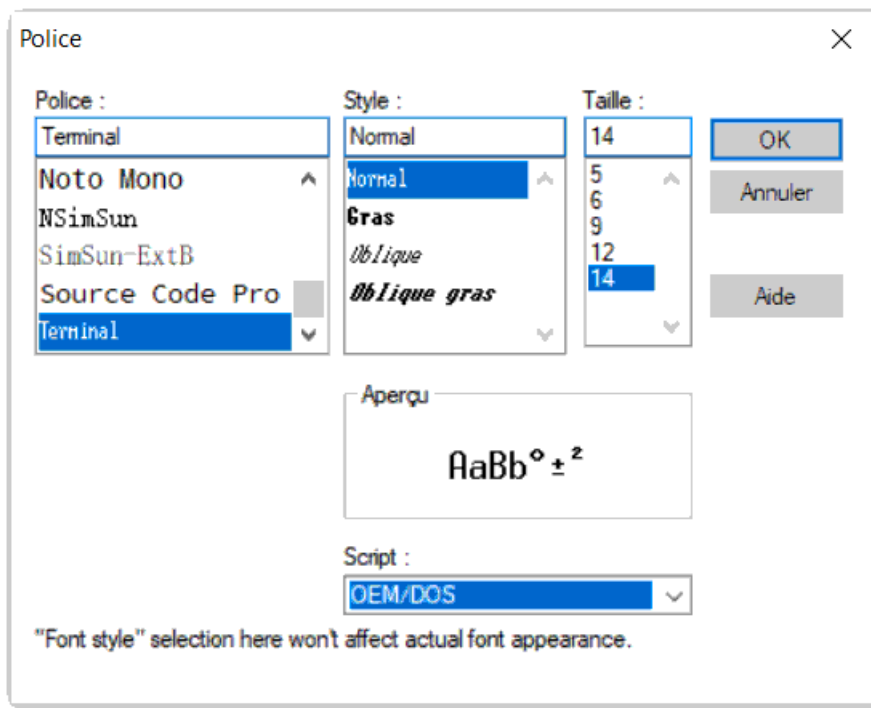 Police
Police :
Terminal
Noto Mono
NSimSun
SimSun-ExtB
Source Code Pro
Terminal
Style :
Normal
Normal
Gras
Oblique
Oblique gras
Taille :
14
5
6
9
12
14
OK
Annuler
Aide
Aperçu
AaBb°±²
Script :
OEM/DOS
"Font style" selection here won't affect actual font appearance.